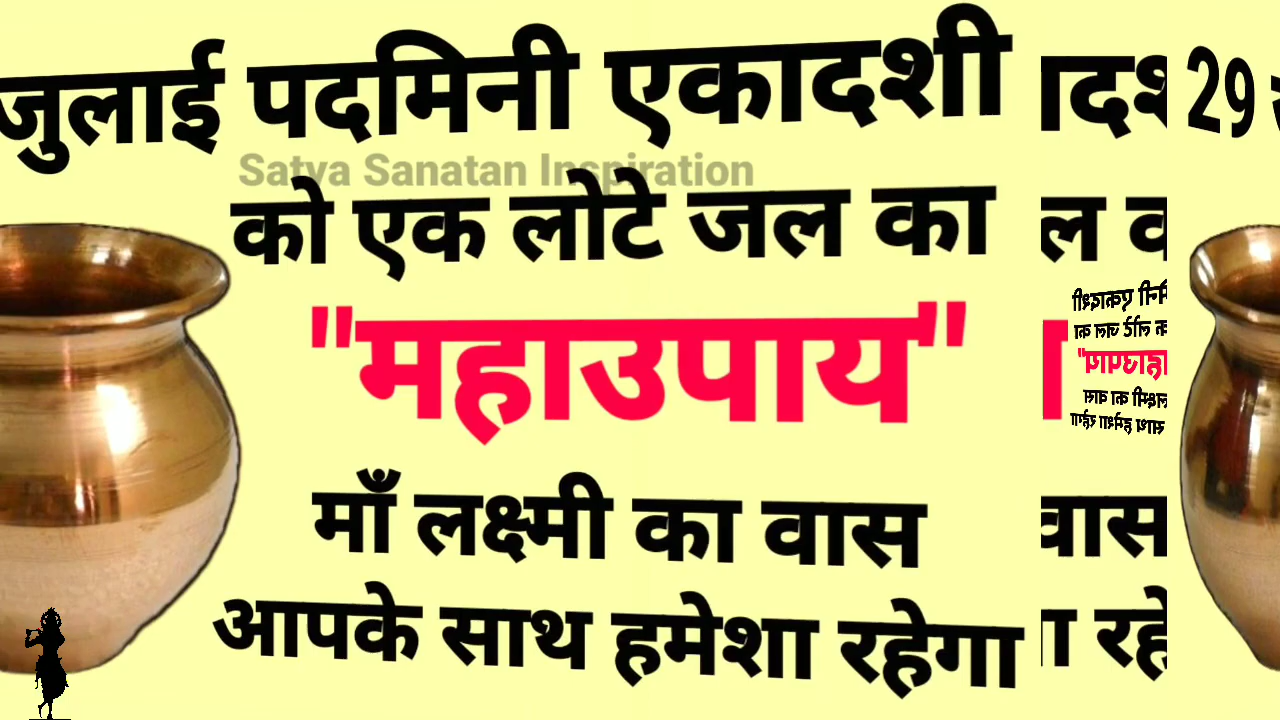 जुलाई पदमिनी एकादशी
Satya Sanatan Inspiration
को एक लोटे जल का
"महाउपाय"
माँ लक्ष्मी का वास
आपके साथ हमेशा रहेगा
29